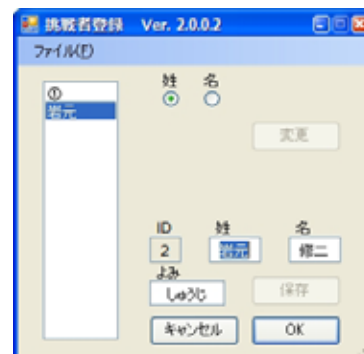 挑戦者登録 Ver. 2.0.0.2
ファイル(F)
①
岩元
姓 名
変更
ID 姓 名
2 岩元 修二
よみ
しゅうじ 保存
キャンセル OK